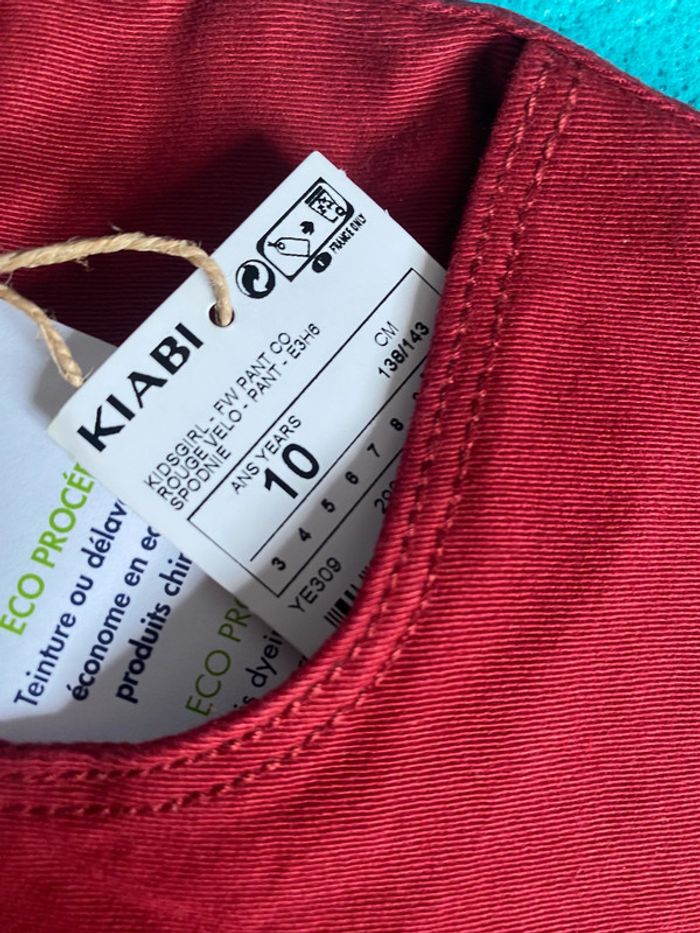 FRANCE ONLY
KIABI
KIDSGIRL - FW PANT CO
ROUGE VELO - PANT - E3H6
SPODNIE
ANS YEARS
10
CM
138/143
3 4 5 6 7 8
YE309
ECO PROCÉ
Teinture ou délav
économe en
produits chi
ECO PR
dyei